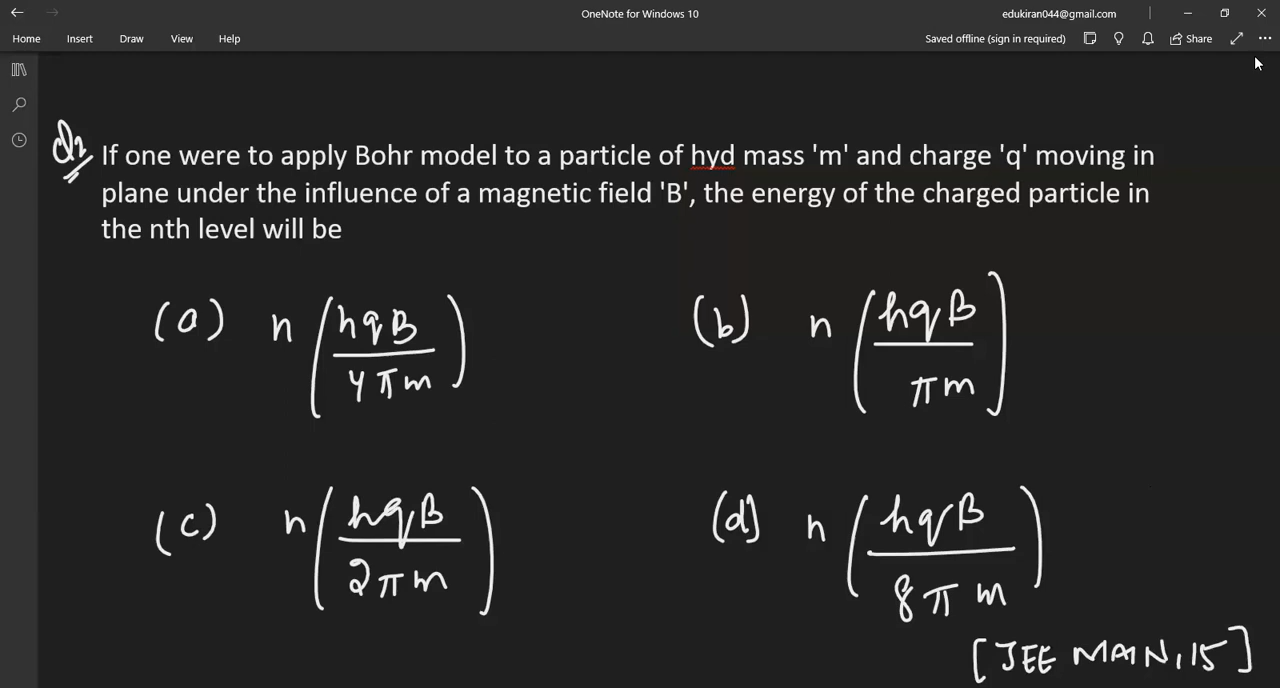 OneNote for Windows 10
edukiran044@gmail.com
Home Insert Draw View Help
Saved offline (sign in required) Share
Q1 If one were to apply Bohr model to a particle of hyd mass 'm' and charge 'q' moving in
plane under the influence of a magnetic field 'B', the energy of the charged particle in
the nth level will be
(a) n (hqB / 4πm)
(b) n (hqB / πm)
(c) n (hqB / 2πm)
(d) n (hqB / 8πm)
[JEE MAIN, 15]